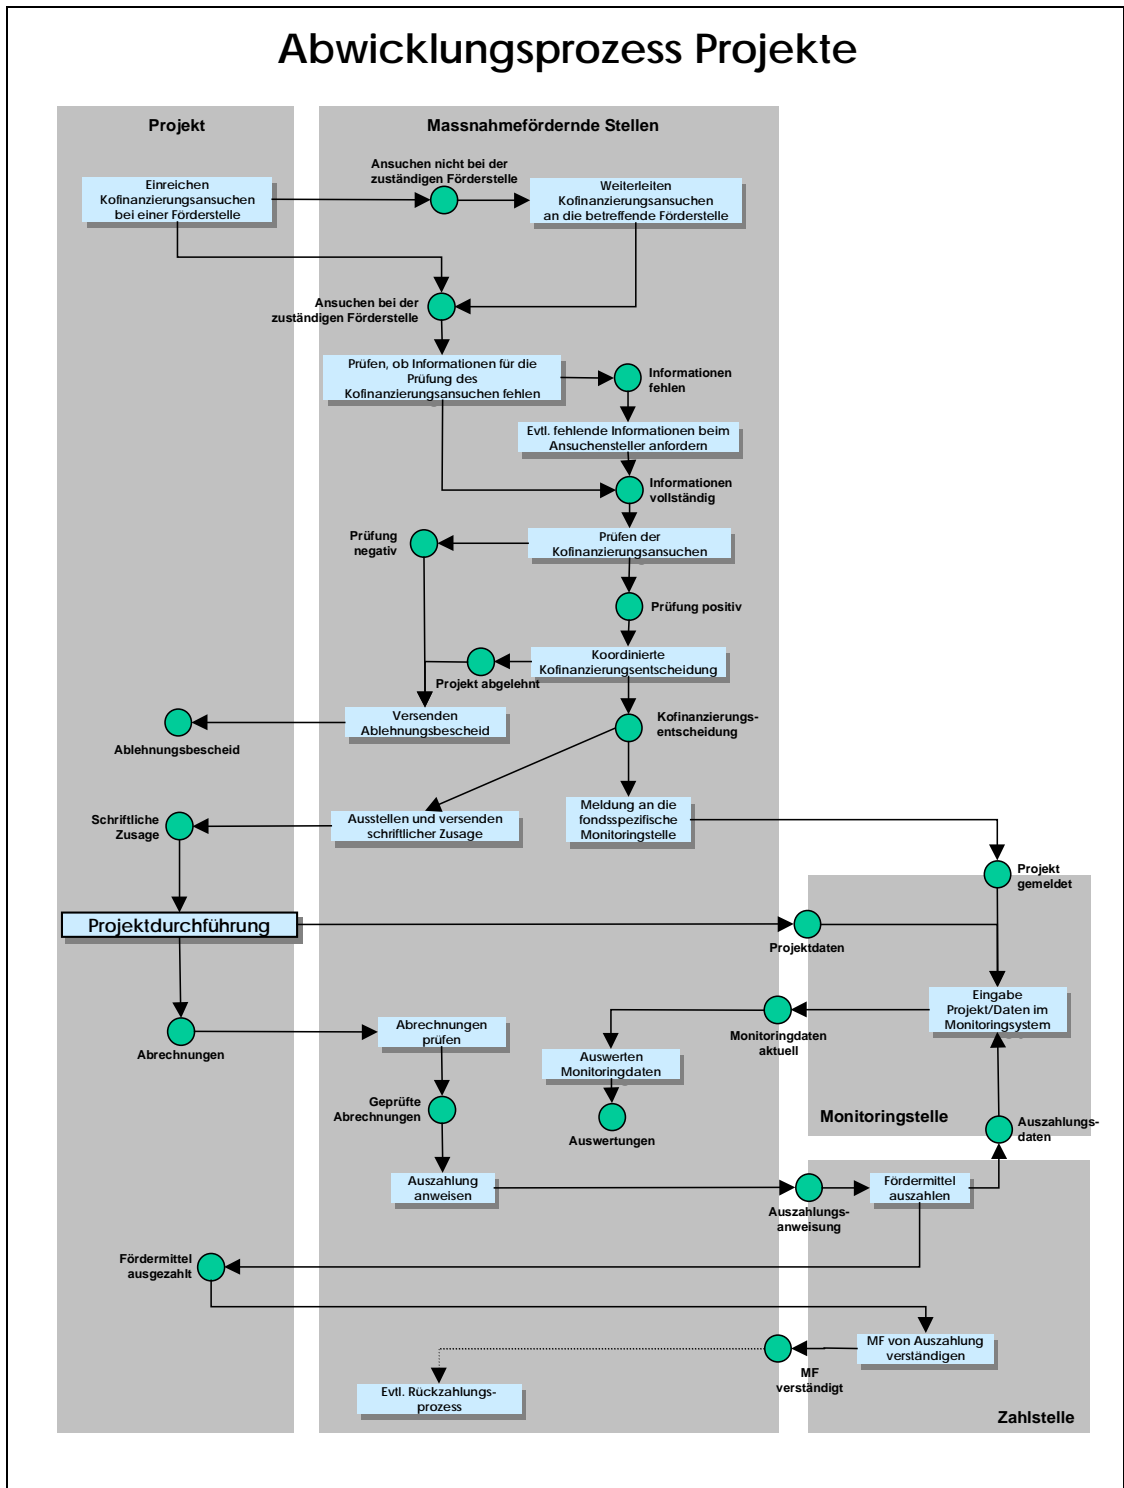 Abwicklungsprozess Projekte
Projekt
Massnahmefördernde Stellen
Ansuchen nicht bei der
zuständigen Förderstelle
Einreichen
Kofinanzierungsansuchen
bei einer Förderstelle
Weiterleiten
Kofinanzierungsansuchen
an die betreffende Förderstelle
Ansuchen bei der
zuständigen Förderstelle
Prüfen, ob Informationen für die
Prüfung des
Kofinanzierungsansuchen fehlen
Informationen
fehlen
Evtl. fehlende Informationen beim
Ansuchensteller anfordern
Informationen
vollständig
Prüfung
negativ
Prüfen der
Kofinanzierungsansuchen
Prüfung positiv
Koordinierte
Kofinanzierungsentscheidung
Projekt abgelehnt
Versenden
Ablehnungsbescheid
Kofinanzierungs-
entscheidung
Ablehnungsbescheid
Schriftliche
Zusage
Ausstellen und versenden
schriftlicher Zusage
Meldung an die
fondsspezifische
Monitoringstelle
Projekt
gemeldet
Projektdurchführung
Projektdaten
Eingabe
Projekt/Daten im
Monitoringsystem
Abrechnungen
Abrechnungen
prüfen
Monitoringdaten
aktuell
Auswerten
Monitoringdaten
Geprüfte
Abrechnungen
Auswertungen
Monitoringstelle
Auszahlungs-
daten
Auszahlung
anweisen
Auszahlungs-
anweisung
Fördermittel
auszahlen
Fördermittel
ausgezahlt
MF von Auszahlung
verständigen
MF
verständigt
Evtl. Rückzahlungs-
prozess
Zahlstelle